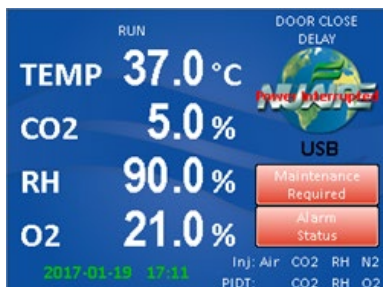 RUN
DOOR CLOSE
DELAY
TEMP 37.0 °C
NUAIRE
Power Interrupted
CO2 5.0 %
USB
RH 90.0 %
Maintenance
Required
O2 21.0 %
Alarm
Status
2017-01-19 17:11
Inj: Air CO2 RH N2
PIDT: CO2 RH O2